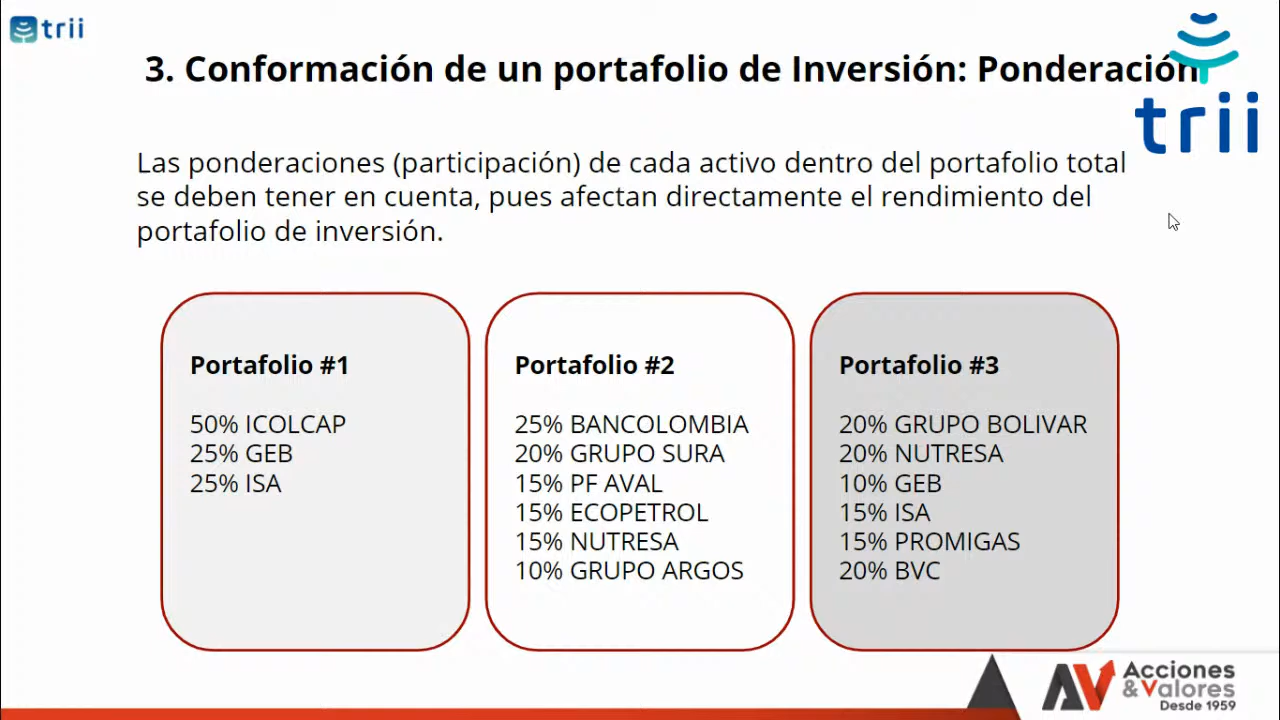 trii
3. Conformación de un portafolio de Inversión: Ponderación
trii
Las ponderaciones (participación) de cada activo dentro del portafolio total
se deben tener en cuenta, pues afectan directamente el rendimiento del
portafolio de inversión.
Portafolio #1
50% ICOLCAP
25% GEB
25% ISA
Portafolio #2
25% BANCOLOMBIA
20% GRUPO SURA
15% PF AVAL
15% ECOPETROL
15% NUTRESA
10% GRUPO ARGOS
Portafolio #3
20% GRUPO BOLIVAR
20% NUTRESA
10% GEB
15% ISA
15% PROMIGAS
20% BVC
AV
Acciones
&Valores
Desde 1959